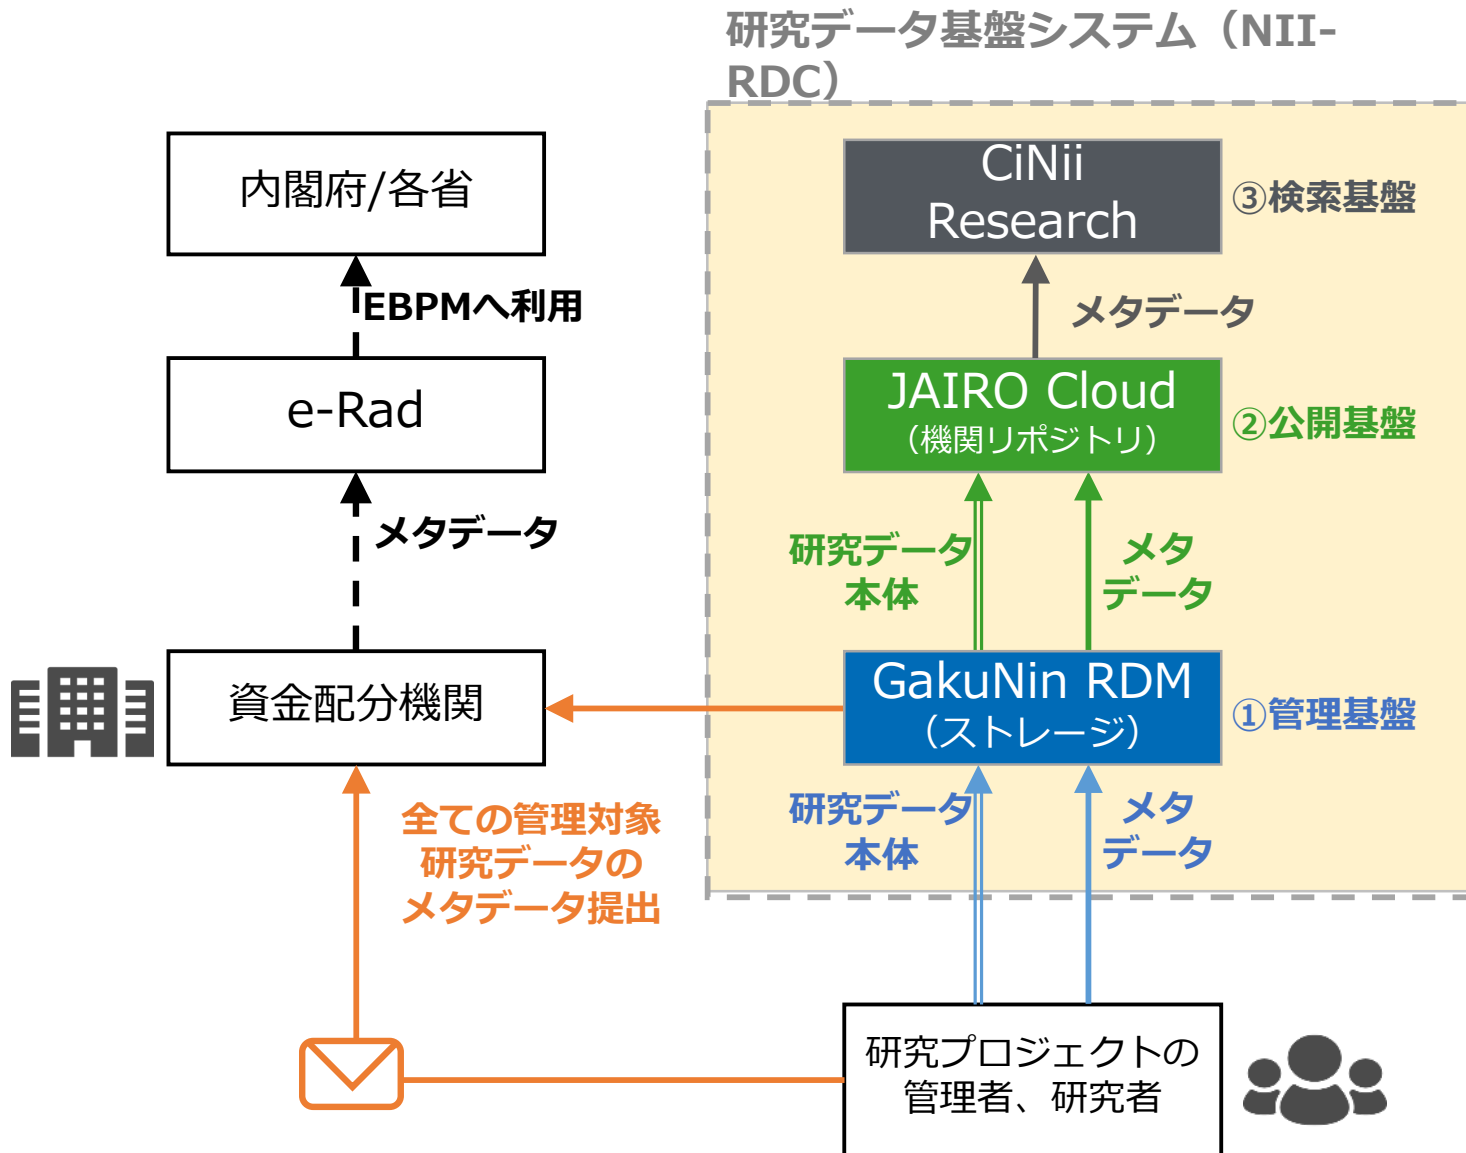 研究データ基盤システム（NII-
RDC）
内閣府/各省
CiNii
Research
③検索基盤
EBPMへ利用
メタデータ
e-Rad
JAIRO Cloud
（機関リポジトリ）
②公開基盤
メタデータ
研究データ
本体
メタ
データ
資金配分機関
GakuNin RDM
（ストレージ）
①管理基盤
全ての管理対象
研究データの
メタデータ提出
研究データ
本体
メタ
データ
研究プロジェクトの
管理者、研究者